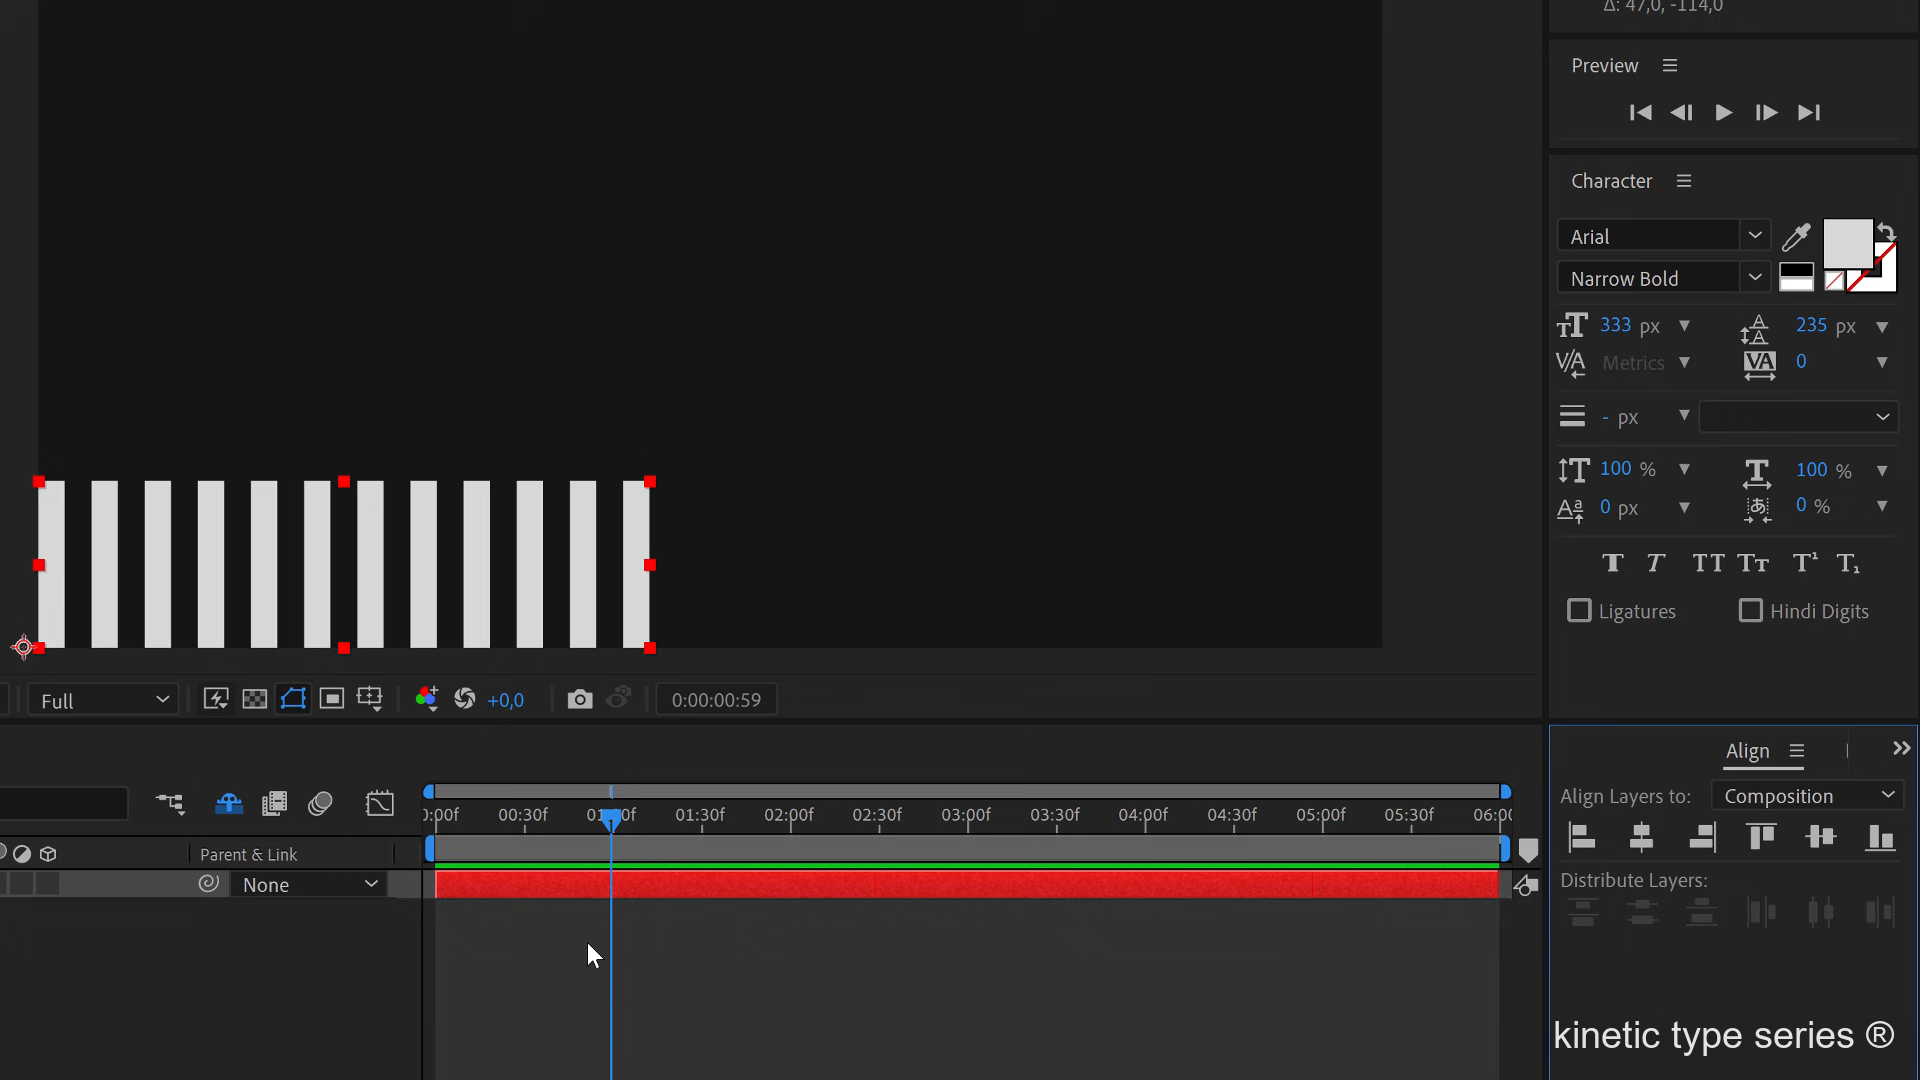 Δ: 47,0, -114,0
Preview
Character
Arial
Narrow Bold
333 px
235 px
Metrics
0
- px
100 %
100 %
0 px
0 %
Ligatures
Hindi Digits
Full
+0,0
0:00:00:59
Align
Align Layers to:
Composition
:00f 00:30f 01:00f 01:30f 02:00f 02:30f 03:00f 03:30f 04:00f 04:30f 05:00f 05:30f 06:00
Parent & Link
None
Distribute Layers:
kinetic type series ®